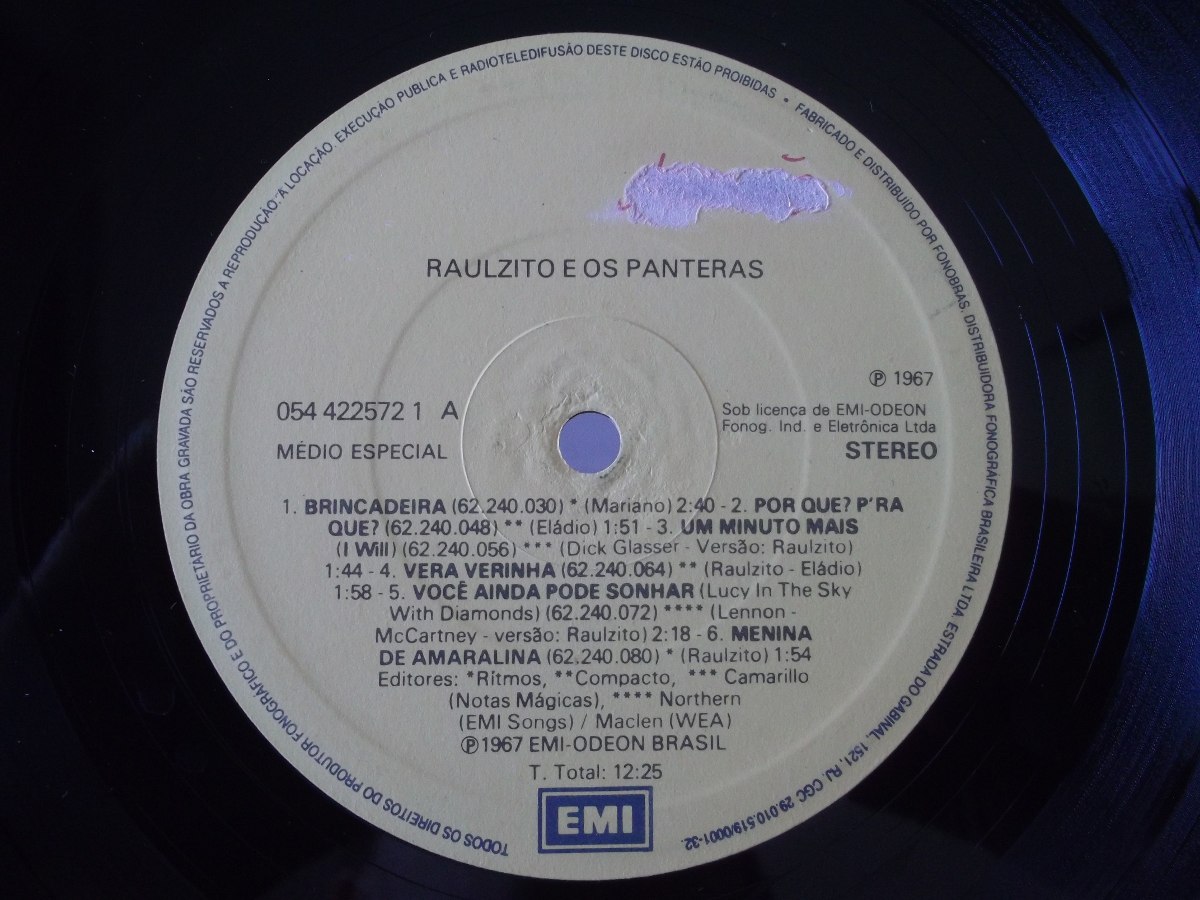 TODOS OS DIREITOS DO PRODUTOR FONOGRÁFICO E DO PROPRIETÁRIO DA OBRA GRAVADA SÃO RESERVADOS A REPRODUÇÃO. A LOCAÇÃO. EXECUÇÃO PUBLICA E RADIOTELEDIFUSÃO DESTE DISCO ESTÃO PROIBIDAS • FABRICADO E DISTRIBUIDO POR FONOBRAS. DISTRIBUIDORA FONOGRÁFICA BRASILEIRA LTDA. ESTRADA DO GABINAL, 1521, RJ. CGC 29.010.519/0001-32.
RAULZITO E OS PANTERAS
℗ 1967
054 422572 1 A
Sob licença de EMI-ODEON
Fonog. Ind. e Eletrônica Ltda
MÉDIO ESPECIAL
STEREO
1. BRINCADEIRA (62.240.030) * (Mariano) 2:40 - 2. POR QUE? P'RA
QUE? (62.240.048) ** (Eládio) 1:51 - 3. UM MINUTO MAIS
(I Will) (62.240.056) *** (Dick Glasser - Versão: Raulzito)
1:44 - 4. VERA VERINHA (62.240.064) ** (Raulzito - Eládio)
1:58 - 5. VOCÊ AINDA PODE SONHAR (Lucy In The Sky
With Diamonds) (62.240.072) **** (Lennon -
McCartney - versão: Raulzito) 2:18 - 6. MENINA
DE AMARALINA (62.240.080) * (Raulzito) 1:54
Editores: *Rítmos, **Compacto, *** Camarillo
(Notas Mágicas), **** Northern
(EMI Songs) / Maclen (WEA)
℗1967 EMI-ODEON BRASIL
T. Total: 12:25
EMI